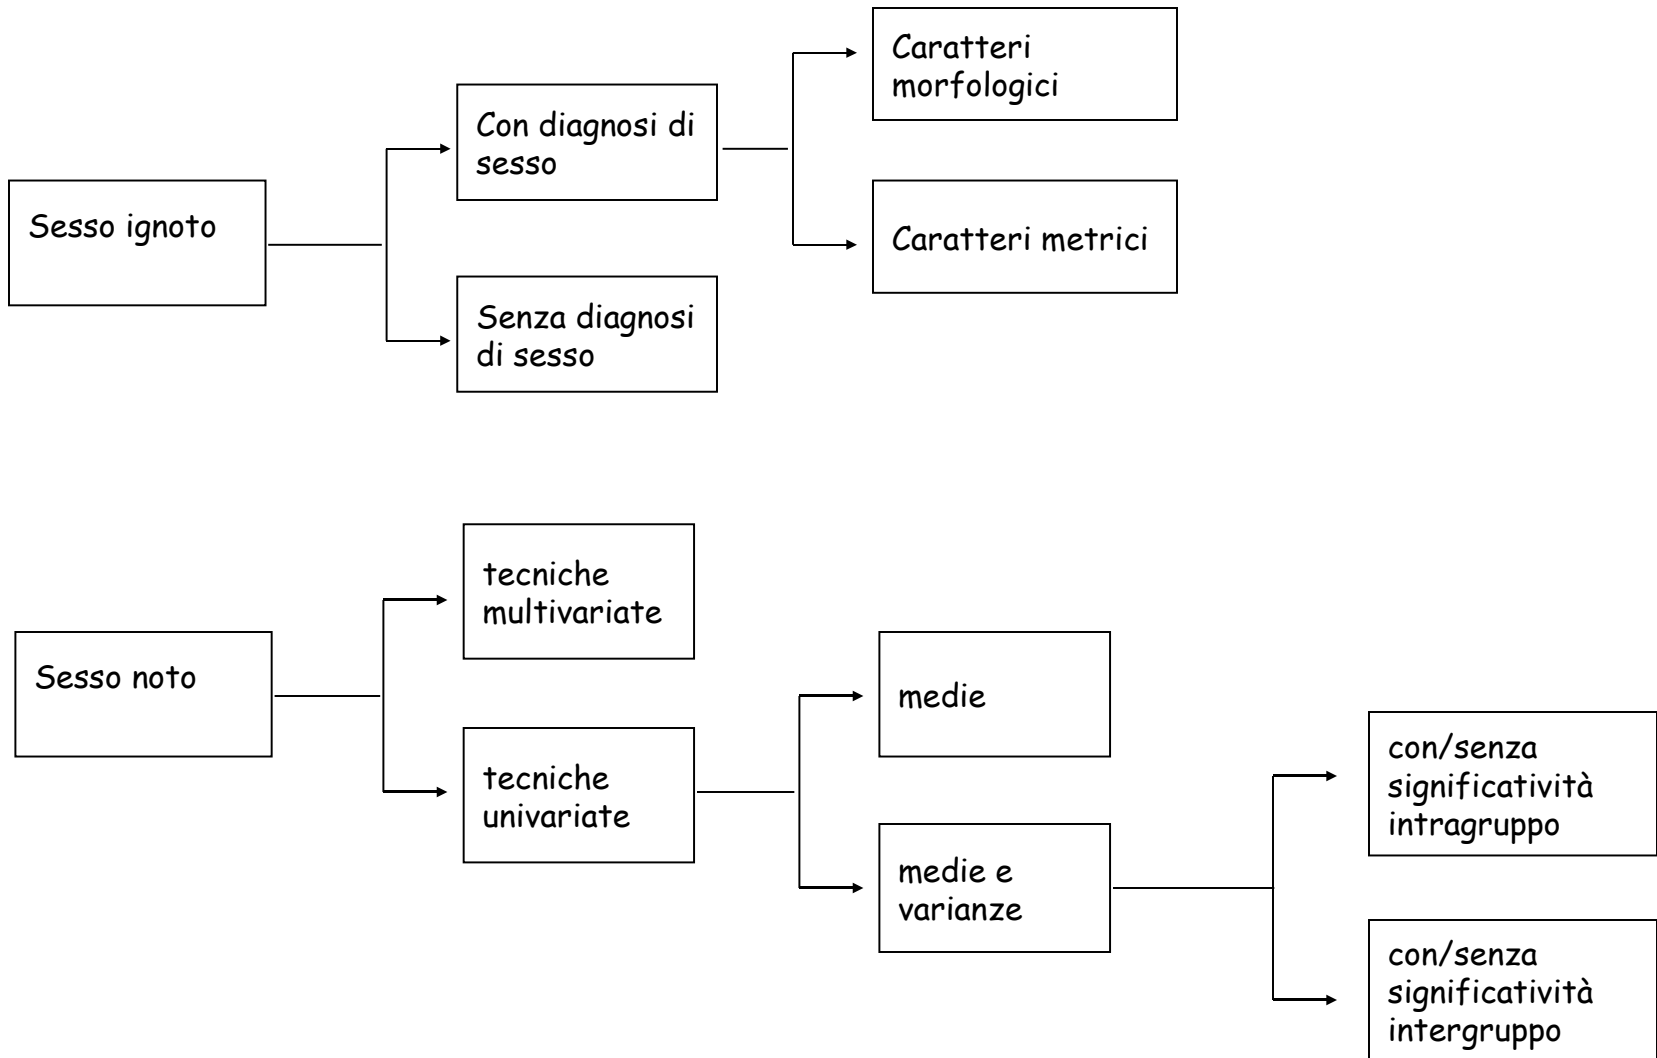 Caratteri
morfologici
Con diagnosi di
sesso
Sesso ignoto
Caratteri metrici
Senza diagnosi
di sesso
tecniche
multivariate
Sesso noto
medie
tecniche
univariate
con/senza
significatività
intragruppo
medie e
varianze
con/senza
significatività
intergruppo